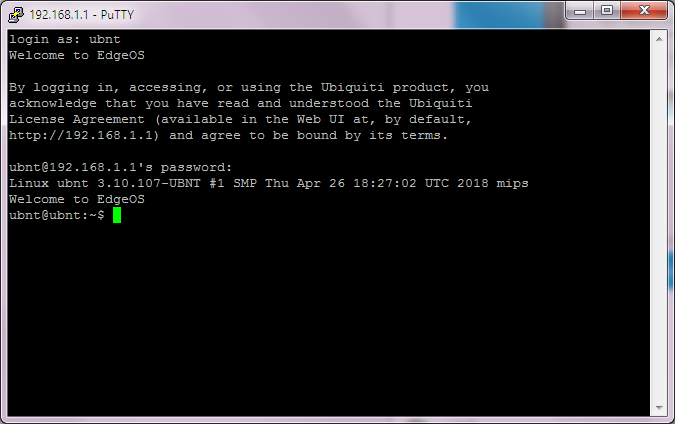 192.168.1.1 - PuTTY
login as: ubnt
Welcome to EdgeOS
By logging in, accessing, or using the Ubiquiti product, you
acknowledge that you have read and understood the Ubiquiti
License Agreement (available in the Web UI at, by default,
http://192.168.1.1) and agree to be bound by its terms.
ubnt@192.168.1.1's password:
Linux ubnt 3.10.107-UBNT #1 SMP Thu Apr 26 18:27:02 UTC 2018 mips
Welcome to EdgeOS
ubnt@ubnt:~$